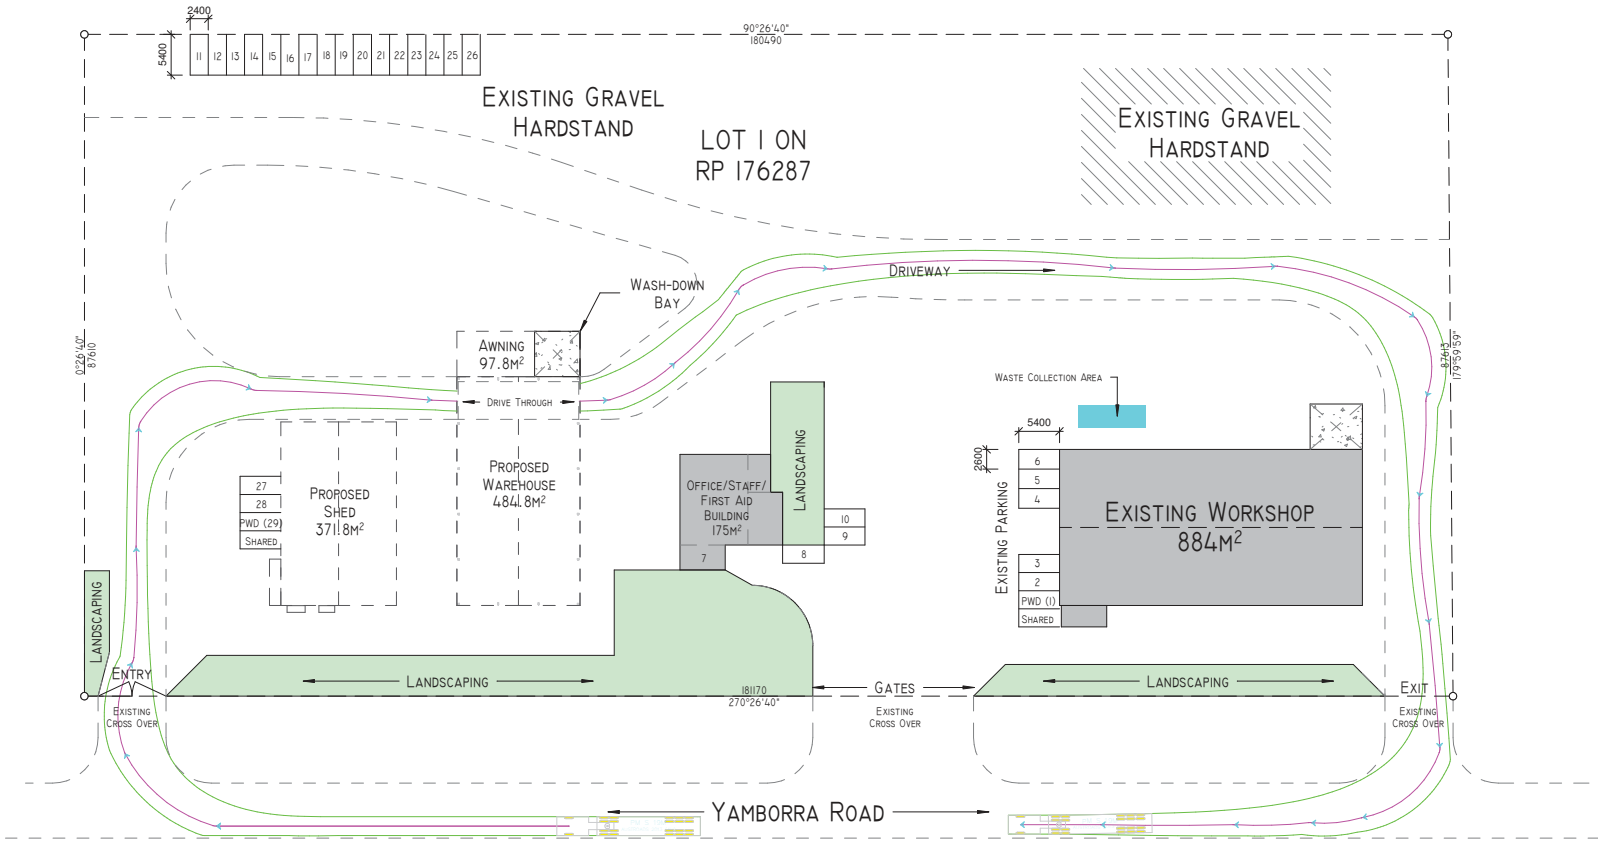 2400
90°26'40"
180490
5400
11 12 13 14 15 16 17 18 19 20 21 22 23 24 25 26
EXISTING GRAVEL
HARDSTAND
LOT 1 ON
RP 176287
EXISTING GRAVEL
HARDSTAND
DRIVEWAY
WASH-DOWN
BAY
AWNING
97.8M²
0°26'40"
87610
87613
179°59'59"
DRIVE THROUGH
WASTE COLLECTION AREA
5400
2600
PROPOSED
SHED
371.8M²
PROPOSED
WAREHOUSE
484.8M²
27
28
PWD (29)
SHARED
OFFICE/STAFF/
FIRST AID
BUILDING
175M²
7
LANDSCAPING
10
9
8
EXISTING PARKING
6
5
4
3
2
PWD (1)
SHARED
EXISTING WORKSHOP
884M²
LANDSCAPING
ENTRY
LANDSCAPING
181170
270°26'40"
GATES
LANDSCAPING
EXIT
EXISTING
CROSS OVER
EXISTING
CROSS OVER
EXISTING
CROSS OVER
YAMBORRA ROAD